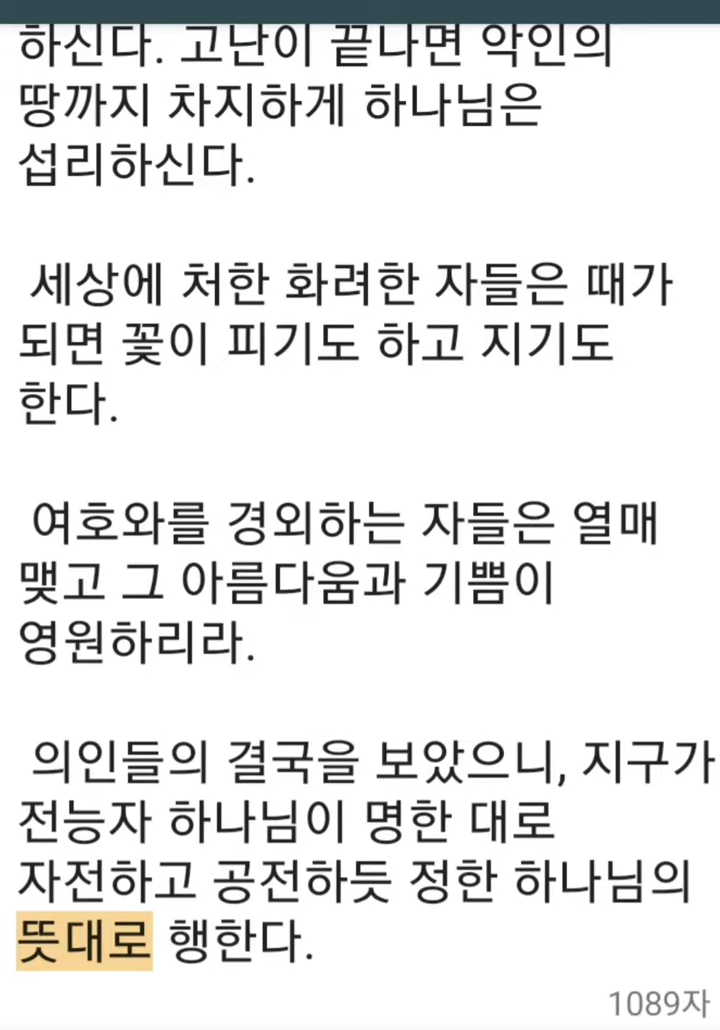 하신다. 고난이 끝나면 악인의
땅까지 차지하게 하나님은
섭리하신다.
세상에 처한 화려한 자들은 때가
되면 꽃이 피기도 하고 지기도
한다.
여호와를 경외하는 자들은 열매
맺고 그 아름다움과 기쁨이
영원하리라.
의인들의 결국을 보았으니, 지구가
전능자 하나님이 명한 대로
자전하고 공전하듯 정한 하나님의
뜻대로 행한다.
1089자